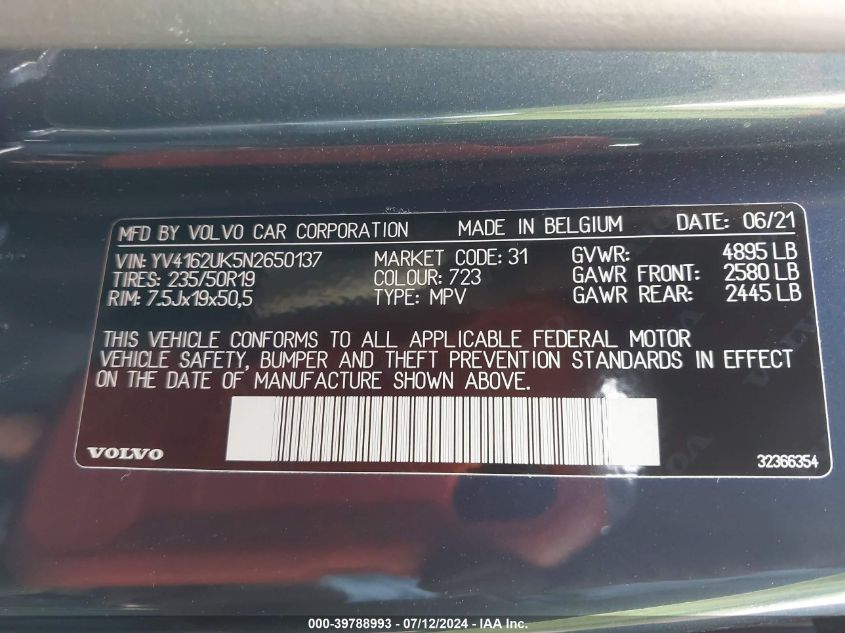 MFD BY VOLVO CAR CORPORATION MADE IN BELGIUM DATE: 06/21
VIN: YV4162UK5N2650137 MARKET CODE: 31 GVWR: 4895 LB
TIRES: 235/50R19 COLOUR: 723 GAWR FRONT: 2580 LB
RIM: 7.5Jx19x50,5 TYPE: MPV GAWR REAR: 2445 LB
THIS VEHICLE CONFORMS TO ALL APPLICABLE FEDERAL MOTOR
VEHICLE SAFETY, BUMPER AND THEFT PREVENTION STANDARDS IN EFFECT
ON THE DATE OF MANUFACTURE SHOWN ABOVE.
VOLVO 32366354
000-39788993 / 07/12/2024 - IAA Inc.